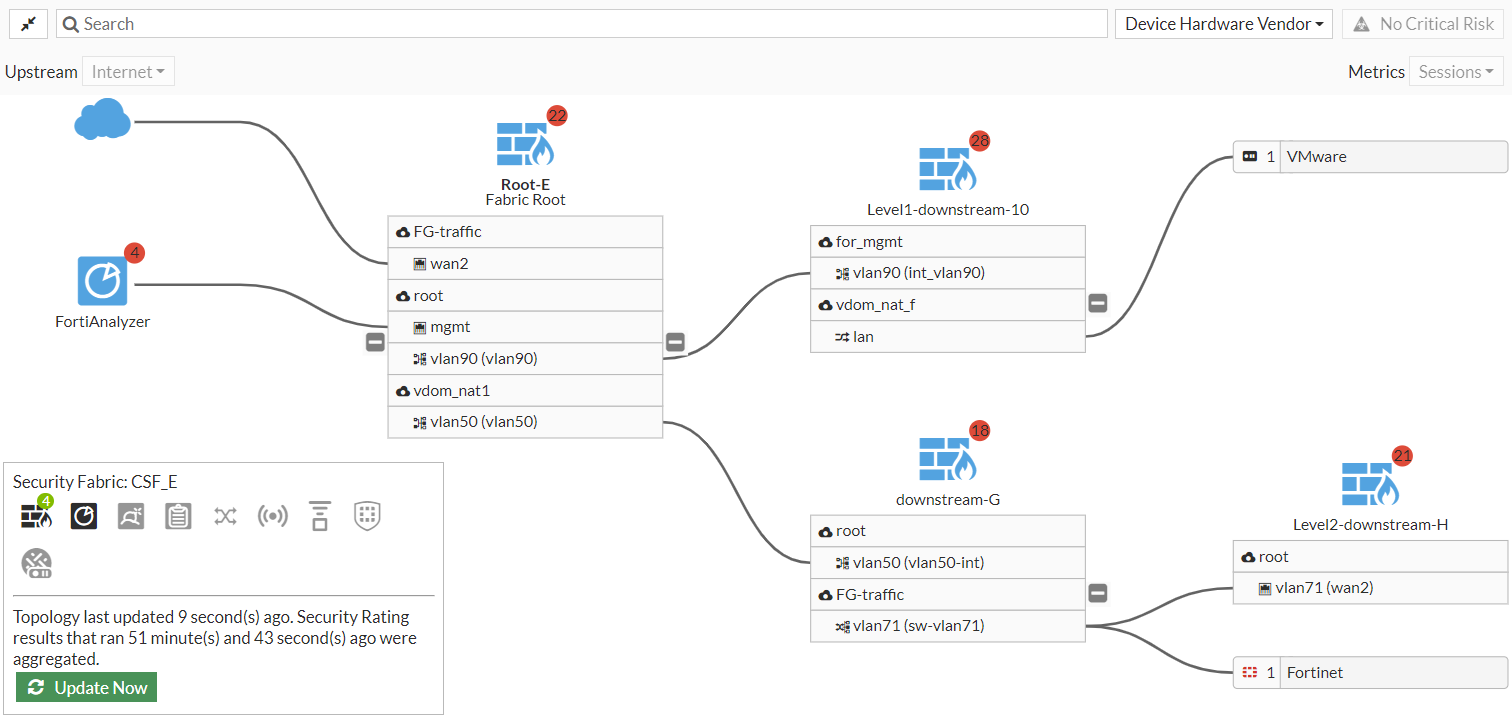 Search
Device Hardware Vendor
No Critical Risk
Upstream
Internet
Metrics
Sessions
22
Root-E
Fabric Root
FG-traffic
wan2
root
mgmt
vlan90 (vlan90)
vdom_nat1
vlan50 (vlan50)
4
FortiAnalyzer
28
Level1-downstream-10
for_mgmt
vlan90 (int_vlan90)
vdom_nat_f
lan
1 VMware
18
downstream-G
root
vlan50 (vlan50-int)
FG-traffic
vlan71 (sw-vlan71)
21
Level2-downstream-H
root
vlan71 (wan2)
1 Fortinet
Security Fabric: CSF_E
4
Topology last updated 9 second(s) ago. Security Rating
results that ran 51 minute(s) and 43 second(s) ago were
aggregated.
Update Now